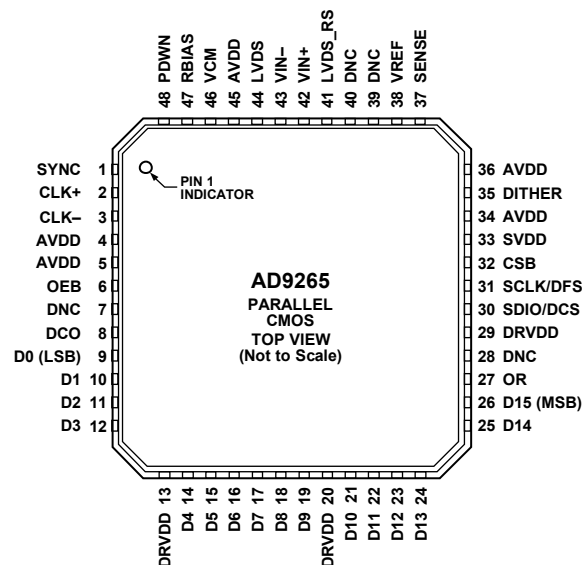 48 PDWN
47 RBIAS
46 VCM
45 AVDD
44 LVDS
43 VIN–
42 VIN+
41 LVDS_RS
40 DNC
39 DNC
38 VREF
37 SENSE
SYNC 1
CLK+ 2
CLK– 3
AVDD 4
AVDD 5
OEB 6
DNC 7
DCO 8
D0 (LSB) 9
D1 10
D2 11
D3 12
PIN 1
INDICATOR
AD9265
PARALLEL
CMOS
TOP VIEW
(Not to Scale)
36 AVDD
35 DITHER
34 AVDD
33 SVDD
32 CSB
31 SCLK/DFS
30 SDIO/DCS
29 DRVDD
28 DNC
27 OR
26 D15 (MSB)
25 D14
DRVDD 13
D4 14
D5 15
D6 16
D7 17
D8 18
D9 19
DRVDD 20
D10 21
D11 22
D12 23
D13 24